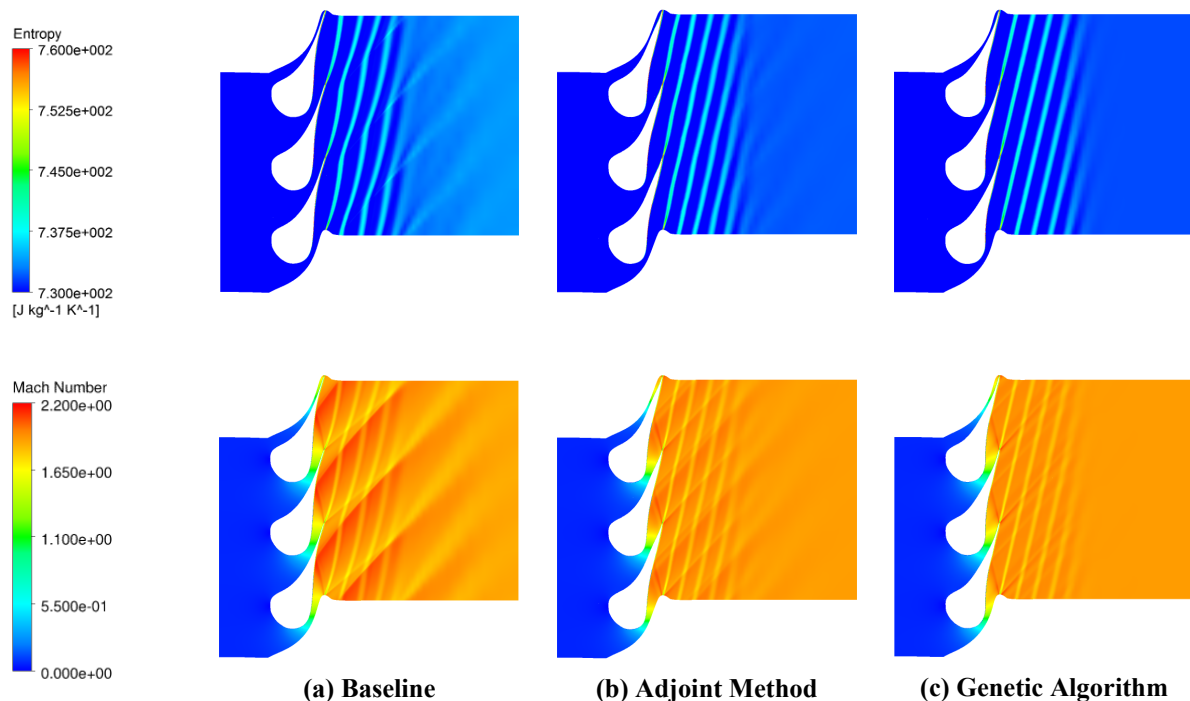 Entropy
7.600e+002
7.525e+002
7.450e+002
7.375e+002
7.300e+002
[J kg^-1 K^-1]
Mach Number
2.200e+00
1.650e+00
1.100e+00
5.500e-01
0.000e+00
(a) Baseline
(b) Adjoint Method
(c) Genetic Algorithm